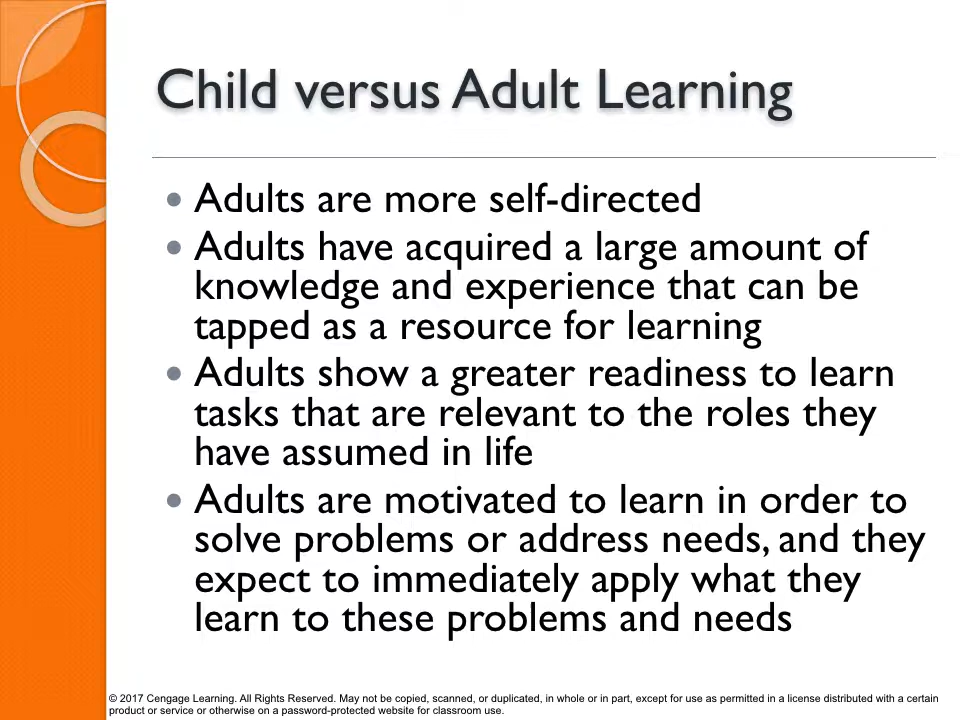 Child versus Adult Learning
• Adults are more self-directed
• Adults have acquired a large amount of
knowledge and experience that can be
tapped as a resource for learning
• Adults show a greater readiness to learn
tasks that are relevant to the roles they
have assumed in life
• Adults are motivated to learn in order to
solve problems or address needs, and they
expect to immediately apply what they
learn to these problems and needs
© 2017 Cengage Learning. All Rights Reserved. May not be copied, scanned, or duplicated, in whole or in part, except for use as permitted in a license distributed with a certain
product or service or otherwise on a password-protected website for classroom use.